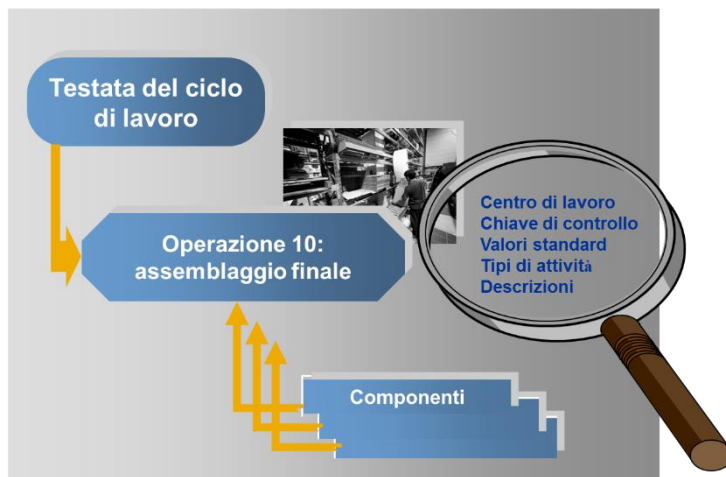 Testata del ciclo
di lavoro
Operazione 10:
assemblaggio finale
Centro di lavoro
Chiave di controllo
Valori standard
Tipi di attività
Descrizioni
Componenti